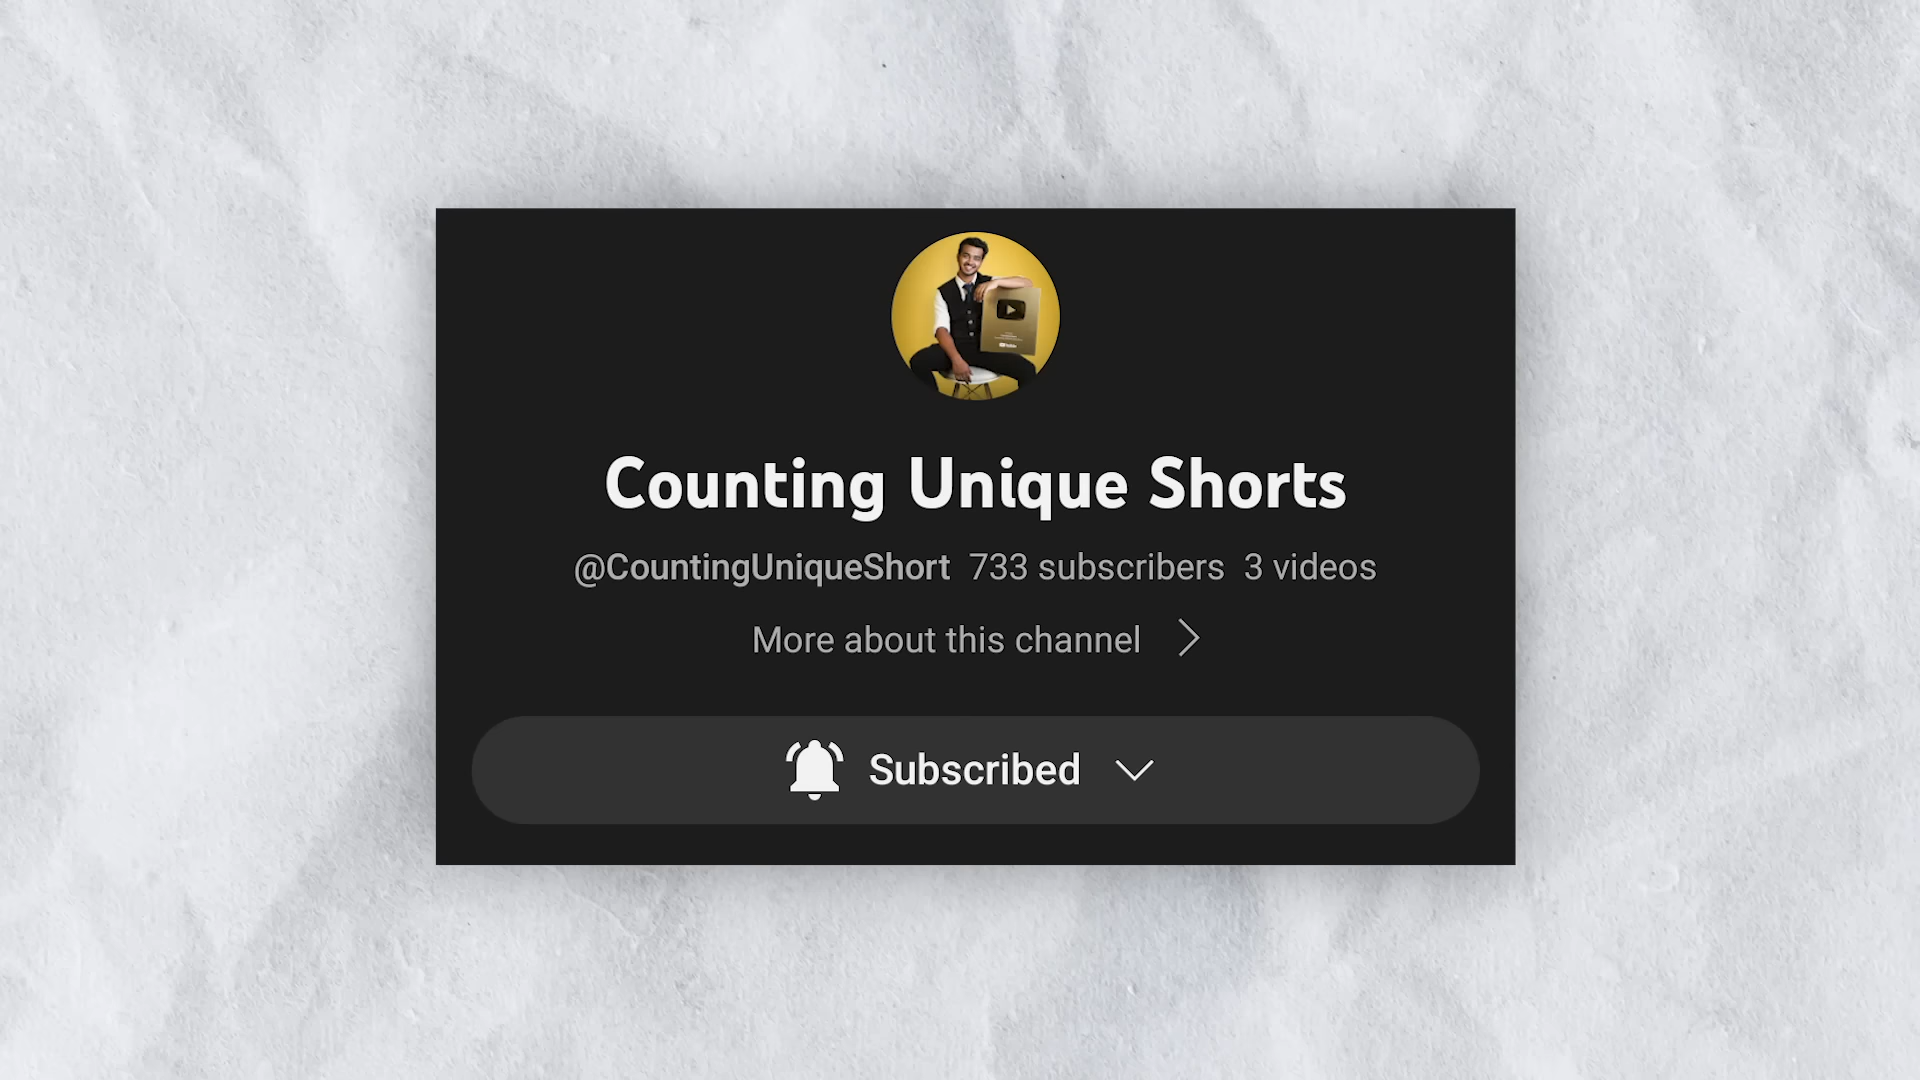 Counting Unique Shorts
@CountingUniqueShort 733 subscribers 3 videos
More about this channel
Subscribed